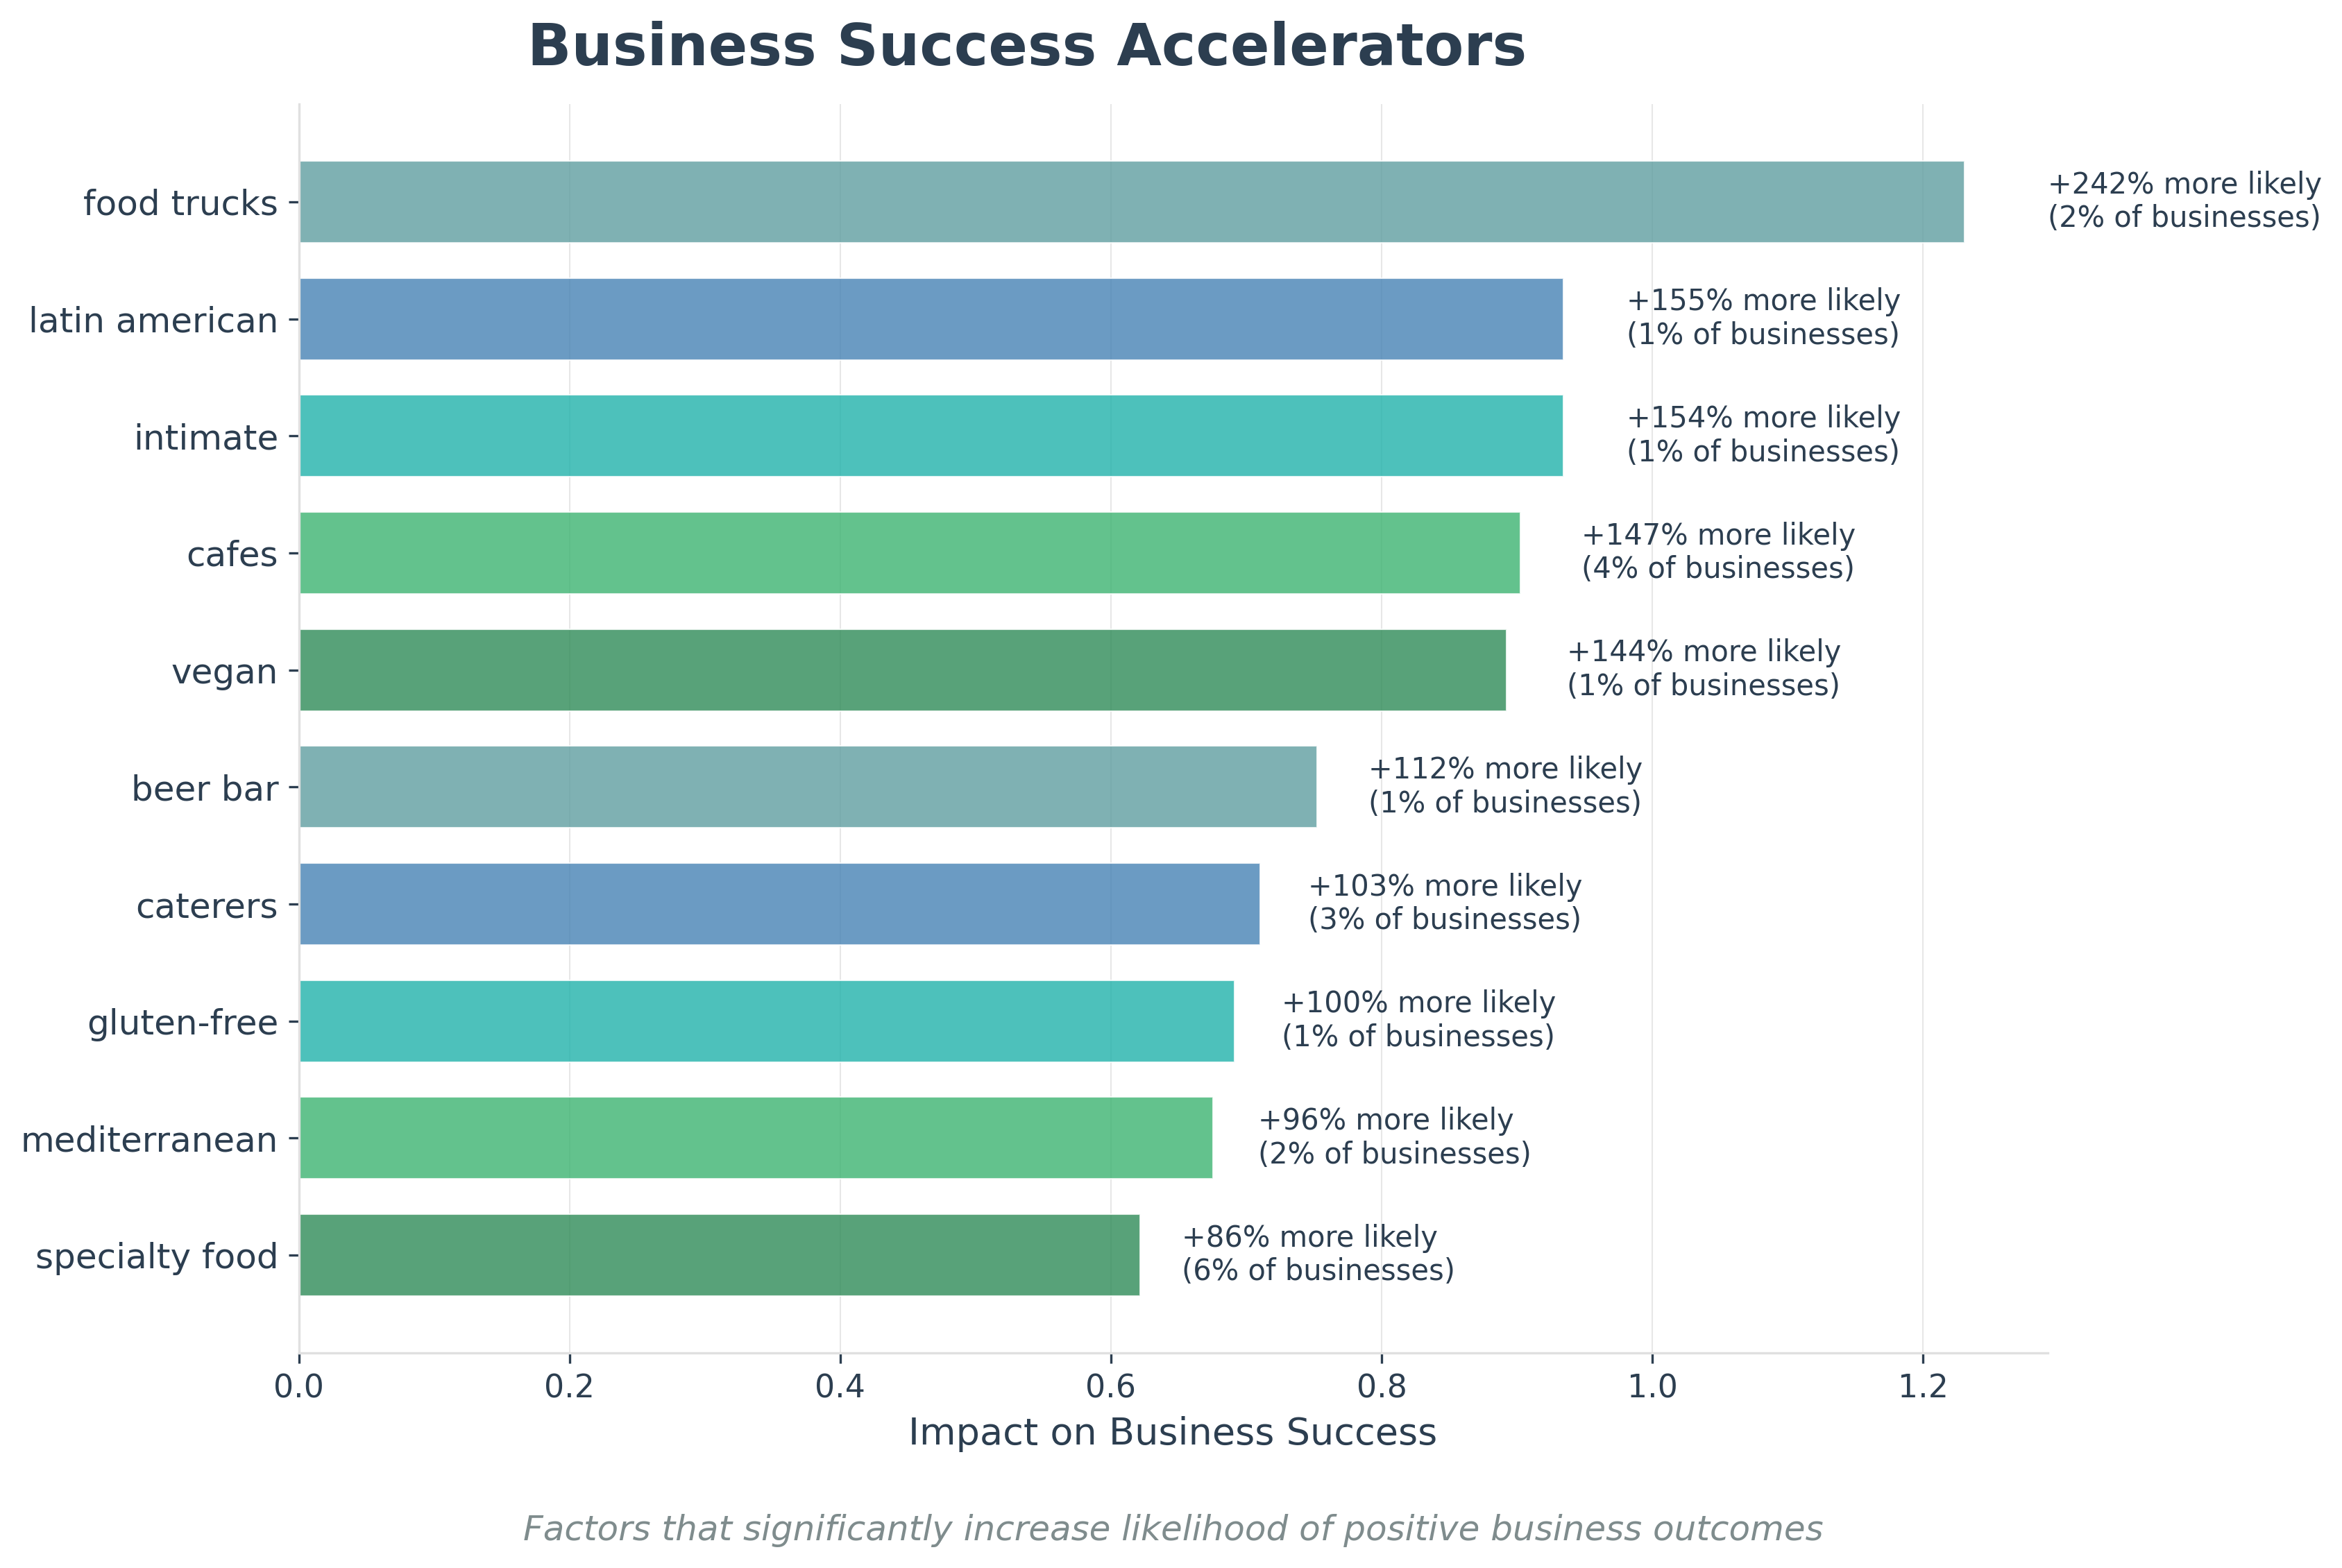 Business Success Accelerators
food trucks
+242% more likely
(2% of businesses)
latin american
+155% more likely
(1% of businesses)
intimate
+154% more likely
(1% of businesses)
cafes
+147% more likely
(4% of businesses)
vegan
+144% more likely
(1% of businesses)
beer bar
+112% more likely
(1% of businesses)
caterers
+103% more likely
(3% of businesses)
gluten-free
+100% more likely
(1% of businesses)
mediterranean
+96% more likely
(2% of businesses)
specialty food
+86% more likely
(6% of businesses)
0.0 0.2 0.4 0.6 0.8 1.0 1.2
Impact on Business Success
Factors that significantly increase likelihood of positive business outcomes